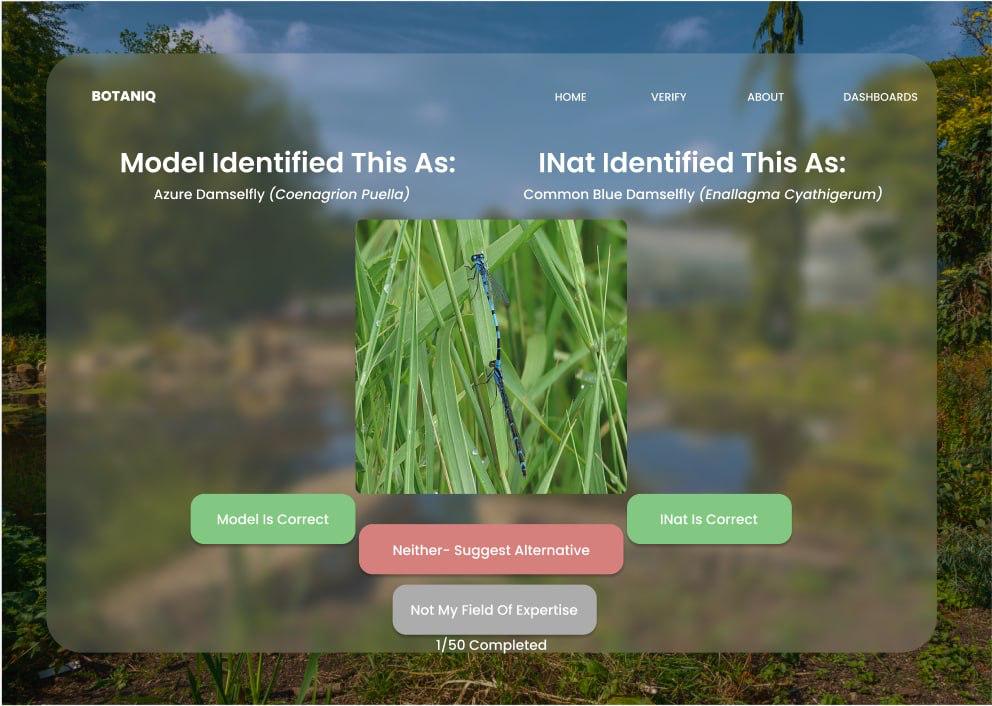 BOTANIQ
HOME VERIFY ABOUT DASHBOARDS
Model Identified This As:
Azure Damselfly (Coenagrion Puella)
INat Identified This As:
Common Blue Damselfly (Enallagma Cyathigerum)
Model Is Correct
INat Is Correct
Neither- Suggest Alternative
Not My Field Of Expertise
1/50 Completed